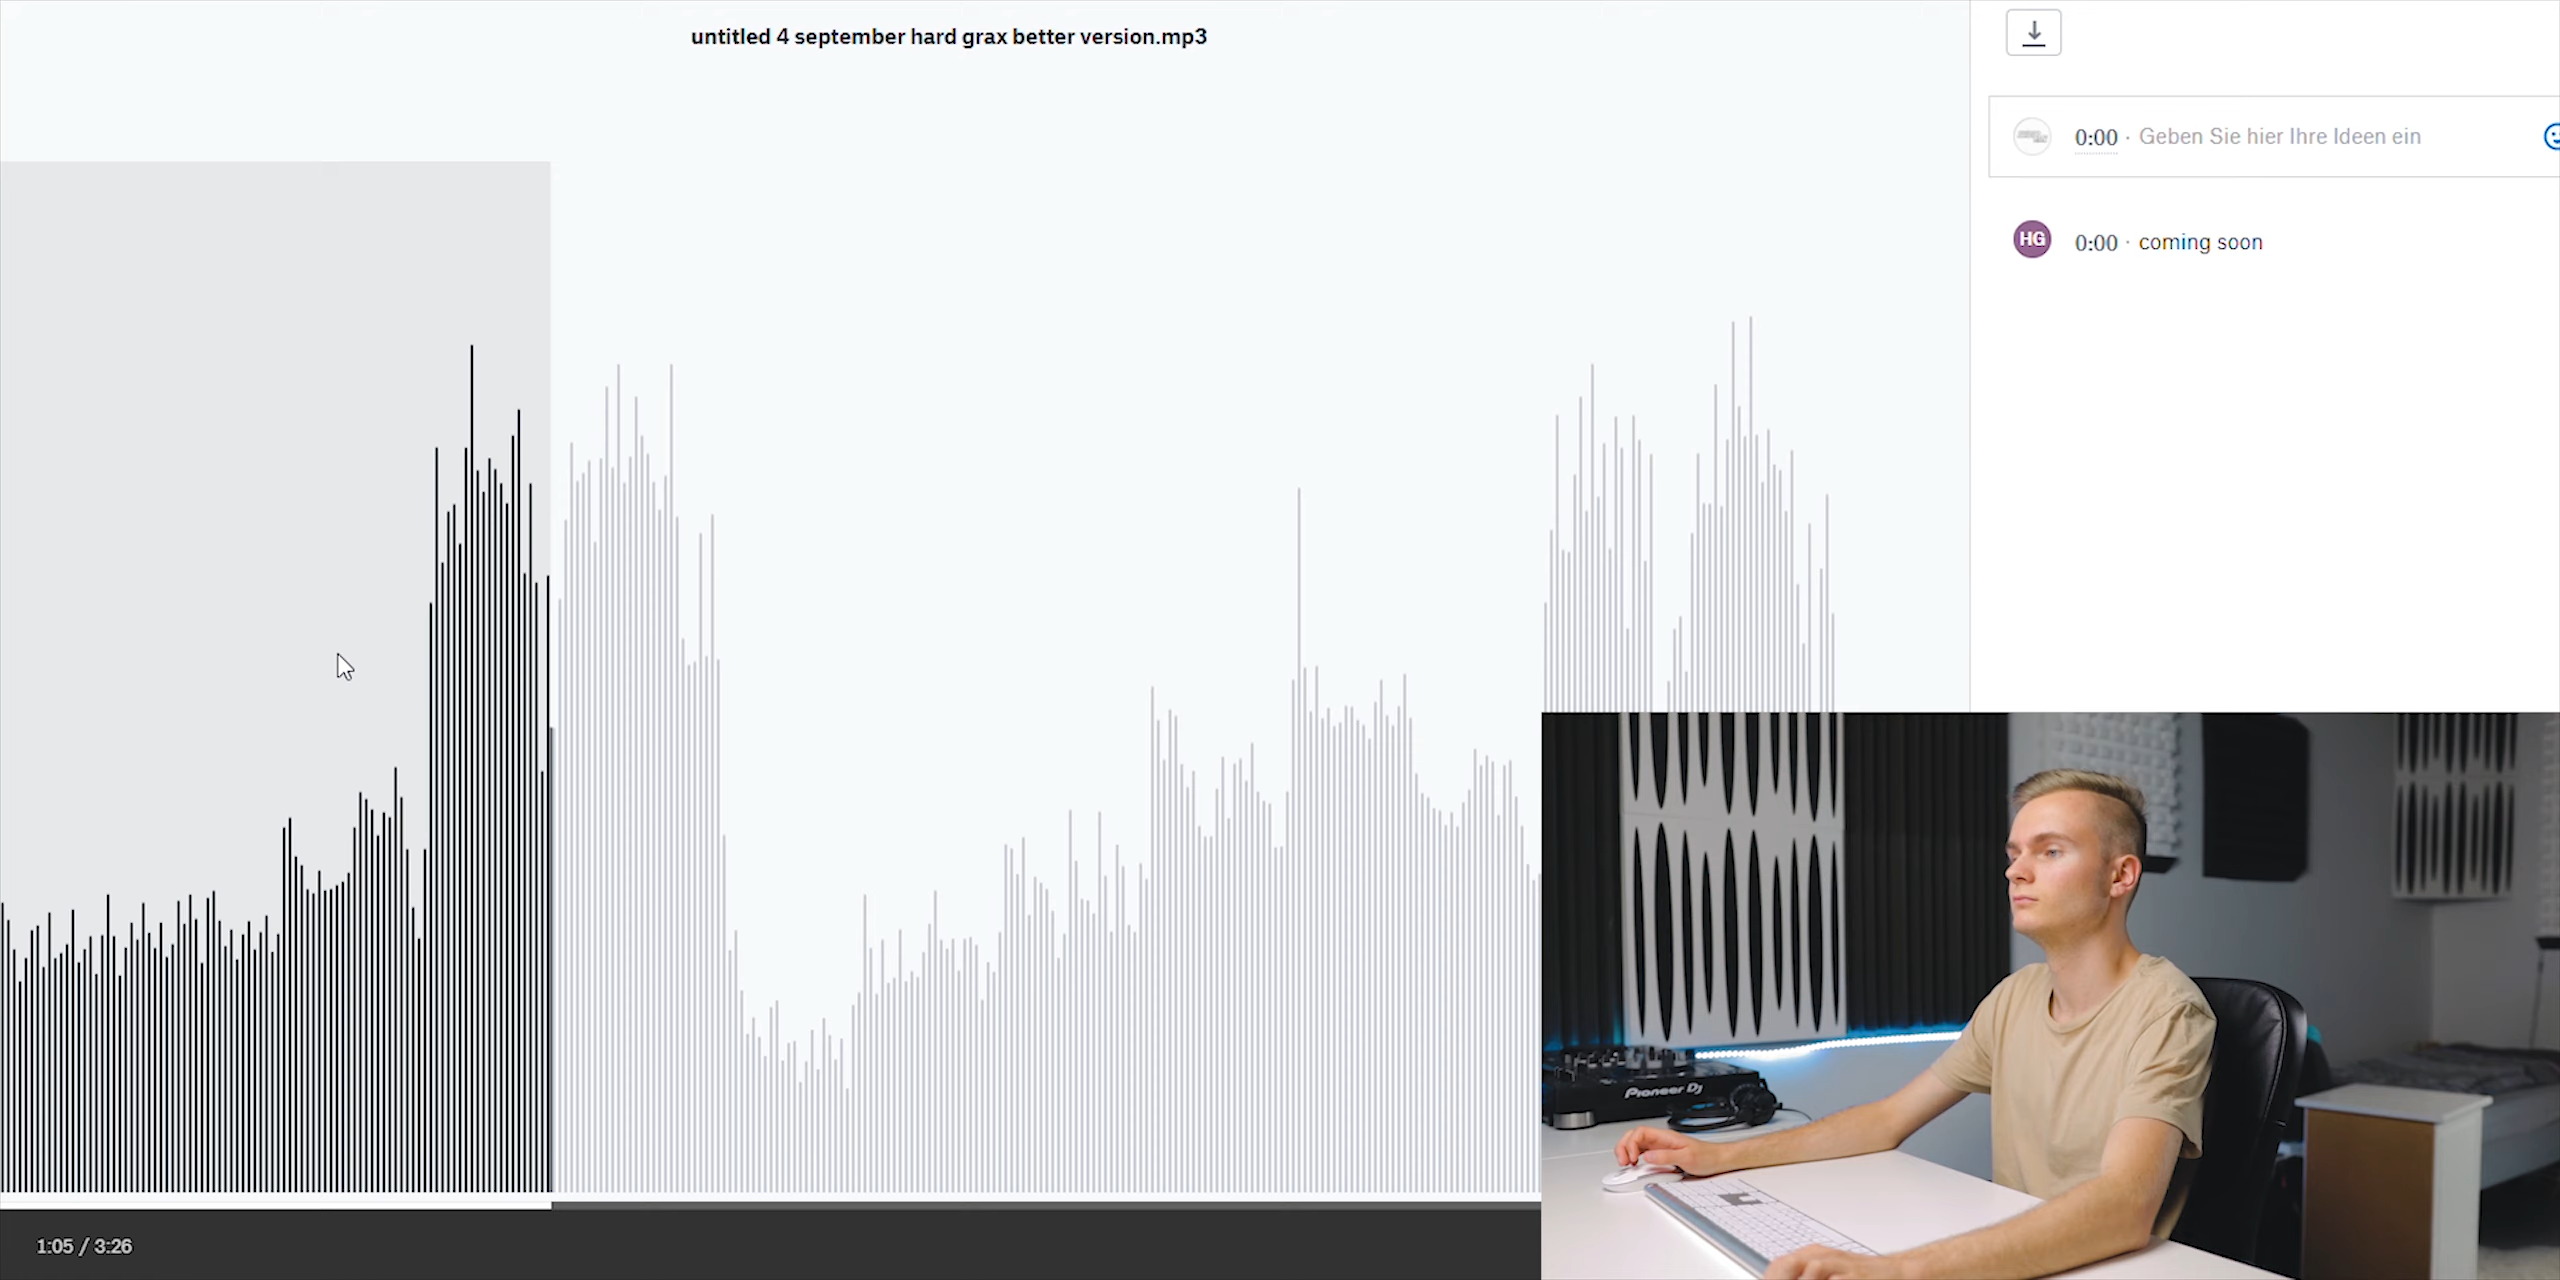 untitled 4 september hard grax better version.mp3
0:00 · Geben Sie hier Ihre Ideen ein
HG 0:00 · coming soon
Pioneer DJ
1:05 / 3:26